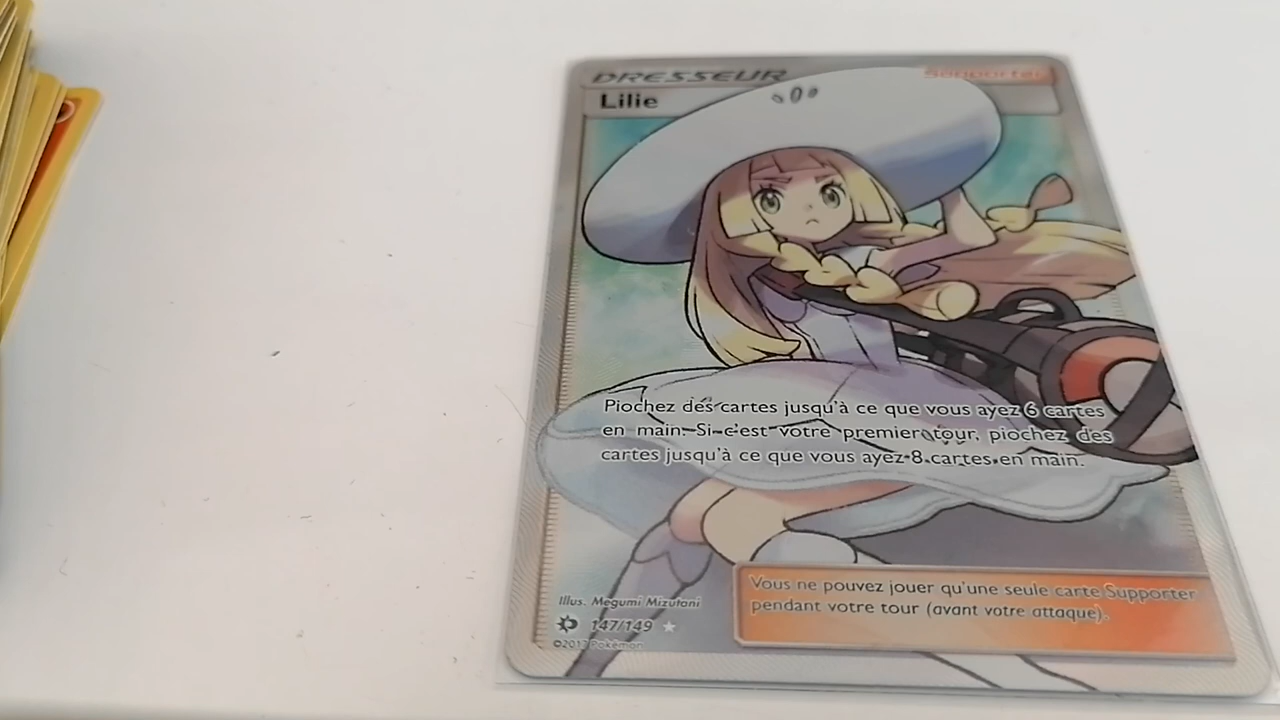 DRESSEUR
Supporter
Lilie
Piochez des cartes jusqu'à ce que vous ayez 6 cartes
en main. Si c'est votre premier tour, piochez des
cartes jusqu'à ce que vous ayez 8 cartes en main.
Vous ne pouvez jouer qu'une seule carte Supporter
pendant votre tour (avant votre attaque).
Illus. Megumi Mizutani
147/149
©2017 Pokémon